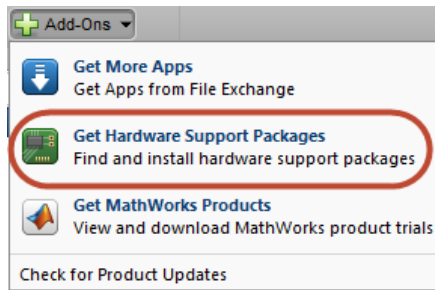 Add-Ons
Get More Apps
Get Apps from File Exchange
Get Hardware Support Packages
Find and install hardware support packages
Get MathWorks Products
View and download MathWorks product trials
Check for Product Updates